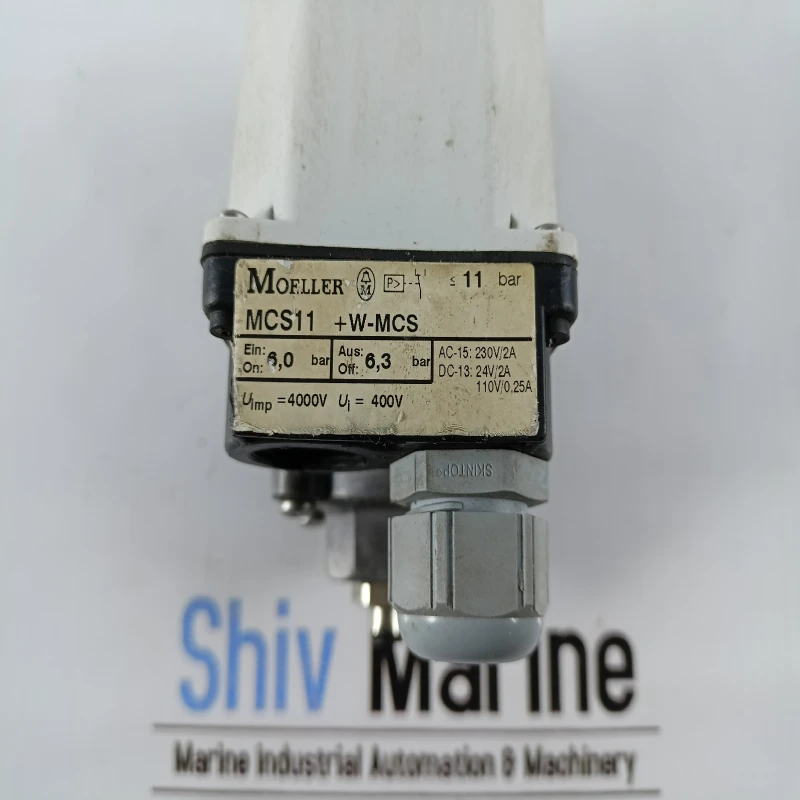 MOELLER M P> ≤ 11 bar
MCS11 +W-MCS
Ein: On: 6,0 bar Aus: Off: 6,3 bar
AC-15: 230V/2A
DC-13: 24V/2A
110V/0.25A
Uimp =4000V Ui = 400V
SKINTOP®
Shiv Marine
Marine Industrial Automation & Machinery